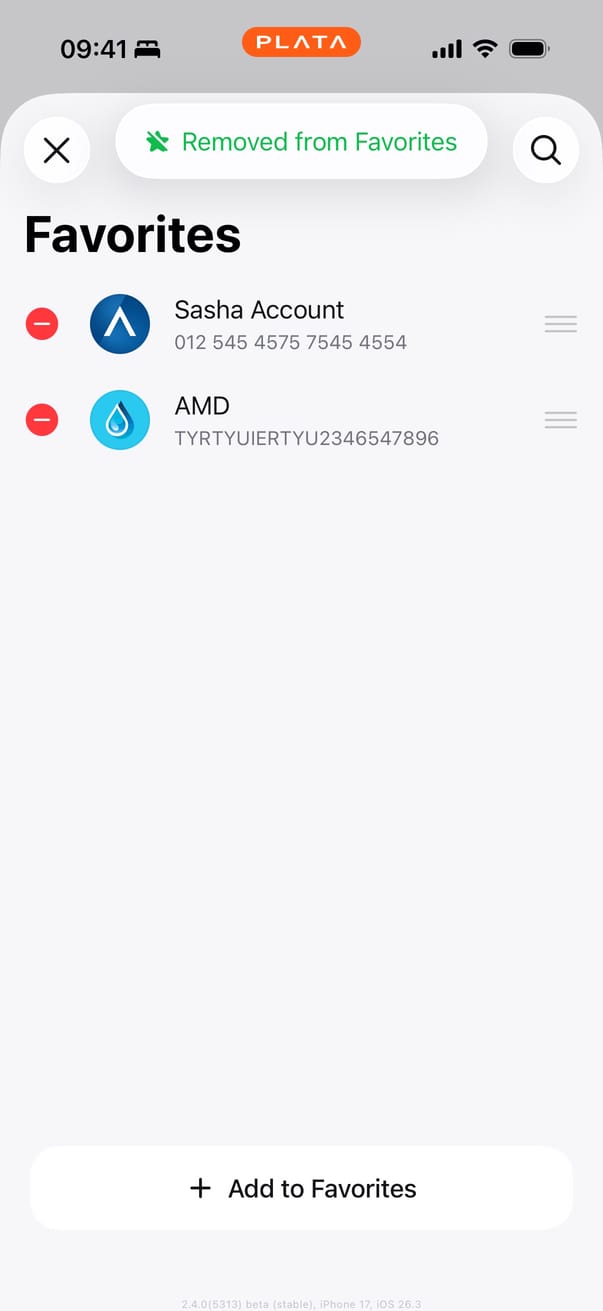 09:41
PLATA
Removed from Favorites
Favorites
Sasha Account
012 545 4575 7545 4554
AMD
TYRTYUIERTYU2346547896
Add to Favorites
2.4.0(5313) beta (stable), iPhone 17, iOS 26.3